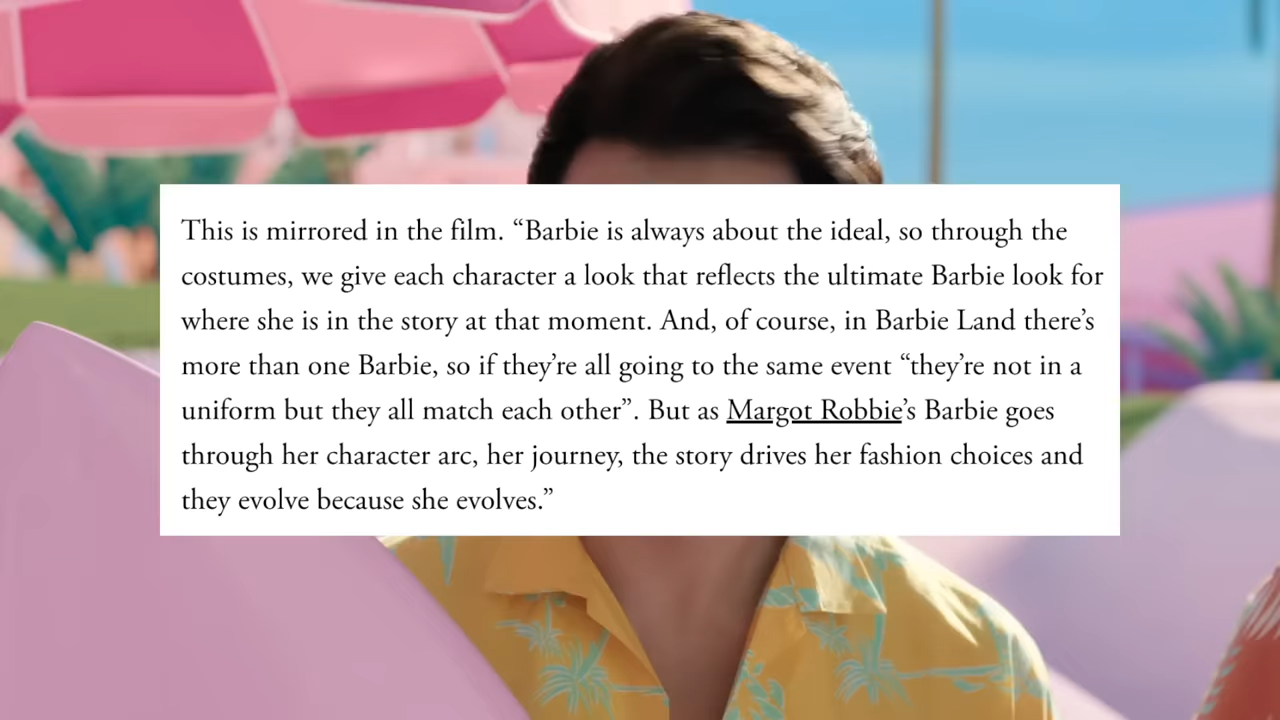 This is mirrored in the film. “Barbie is always about the ideal, so through the
costumes, we give each character a look that reflects the ultimate Barbie look for
where she is in the story at that moment. And, of course, in Barbie Land there’s
more than one Barbie, so if they’re all going to the same event “they’re not in a
uniform but they all match each other”. But as Margot Robbie’s Barbie goes
through her character arc, her journey, the story drives her fashion choices and
they evolve because she evolves.”